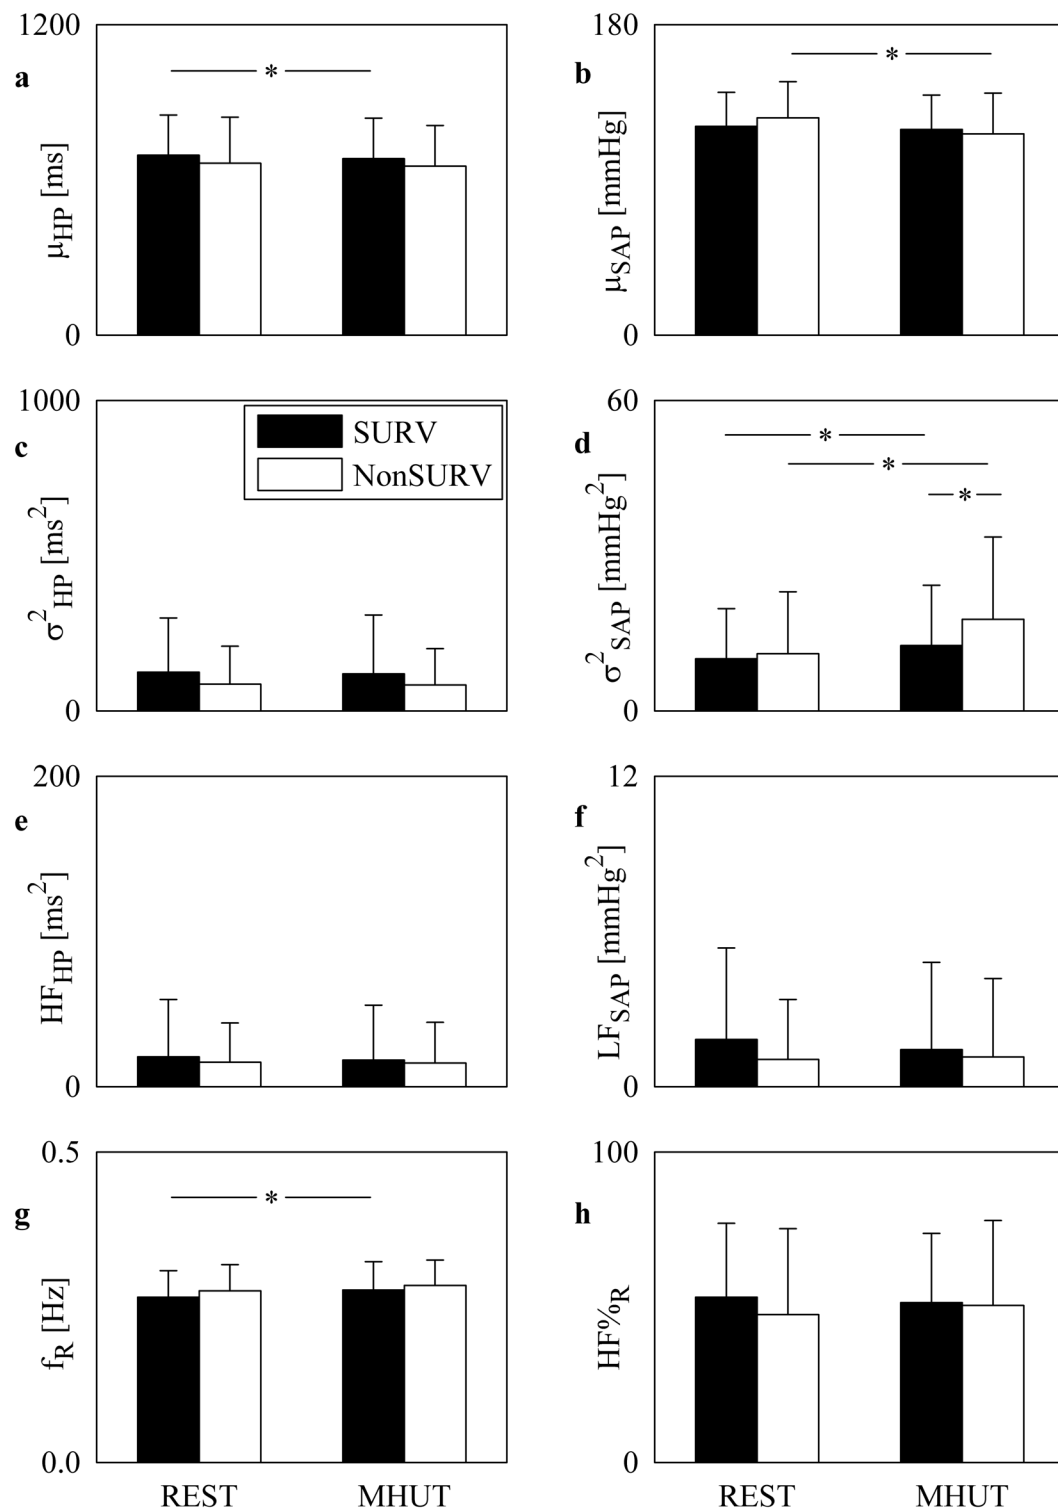 1200
a
*
μHP [ms]
0
180
b
*
μSAP [mmHg]
0
1000
c
SURV
NonSURV
σ²HP [ms²]
0
60
d
*
*
*
σ²SAP [mmHg²]
0
200
e
HFHP [ms²]
0
12
f
LFSAP [mmHg²]
0
0.5
g
*
fR [Hz]
0.0
REST MHUT
100
h
HF%R
0
REST MHUT